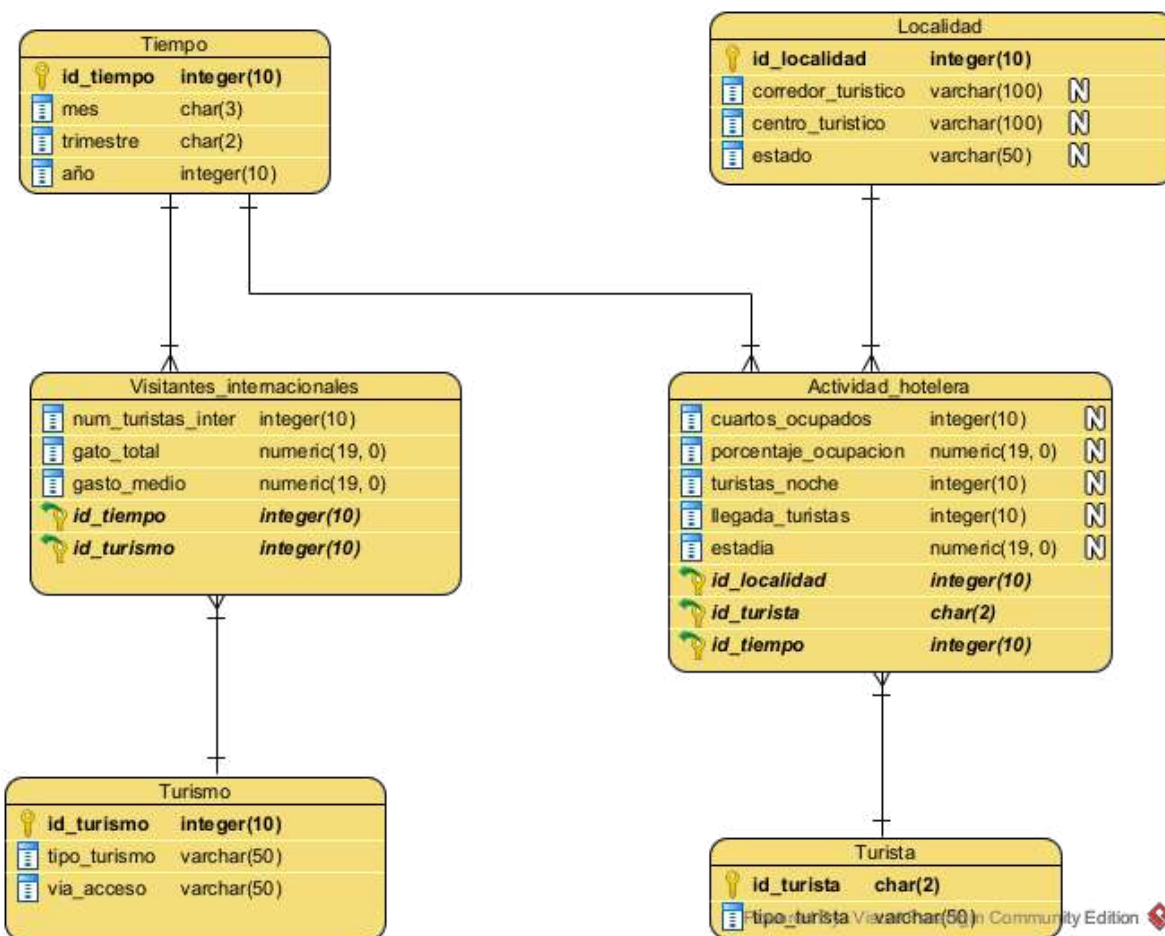 Tiempo
id_tiempo integer(10)
mes char(3)
trimestre char(2)
año integer(10)
Localidad
id_localidad integer(10)
corredor_turistico varchar(100) N
centro_turistico varchar(100) N
estado varchar(50) N
Visitantes_internacionales
num_turistas_inter integer(10)
gato_total numeric(19, 0)
gasto_medio numeric(19, 0)
id_tiempo integer(10)
id_turismo integer(10)
Actividad_hotelera
cuartos_ocupados integer(10) N
porcentaje_ocupacion numeric(19, 0) N
turistas_noche integer(10) N
llegada_turistas integer(10) N
estadia numeric(19, 0) N
id_localidad integer(10)
id_turista char(2)
id_tiempo integer(10)
Turismo
id_turismo integer(10)
tipo_turismo varchar(50)
via_acceso varchar(50)
Turista
id_turista char(2)
tipo_turista varchar(50)
Community Edition